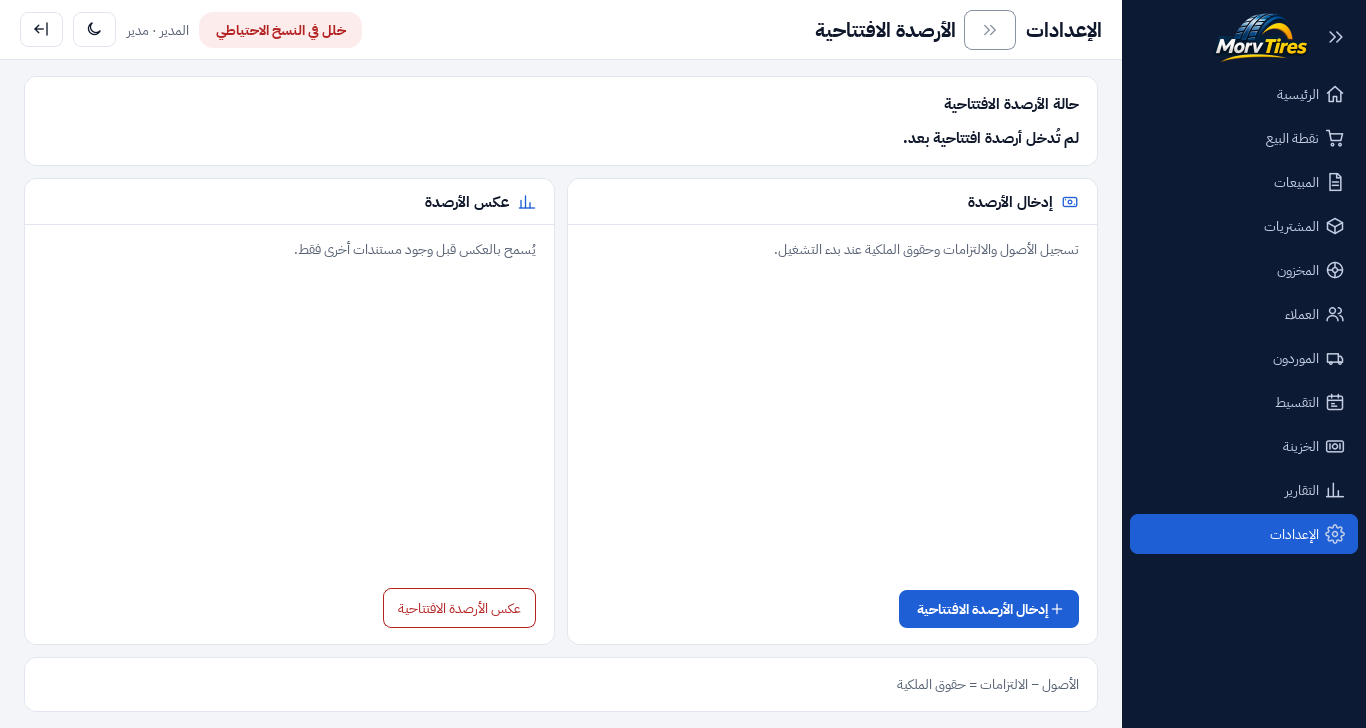 Morv Tires
الرئيسية
نقطة البيع
المبيعات
المشتريات
المخزون
العملاء
الموردون
التقسيط
الخزينة
التقارير
الإعدادات
الإعدادات
الأرصدة الافتتاحية
خلل في النسخ الاحتياطي
المدير · مدير
حالة الأرصدة الافتتاحية
لم تُدخل أرصدة افتتاحية بعد.
إدخال الأرصدة
تسجيل الأصول والالتزامات وحقوق الملكية عند بدء التشغيل.
إدخال الأرصدة الافتتاحية
عكس الأرصدة
يُسمح بالعكس قبل وجود مستندات أخرى فقط.
عكس الأرصدة الافتتاحية
الأصول − الالتزامات = حقوق الملكية